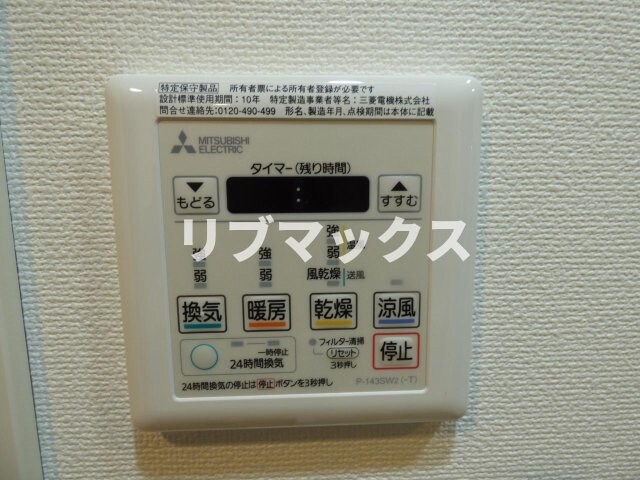 特定保守製品 所有者票による所有者登録が必要です
設計標準使用期間:10年 特定製造事業者等名:三菱電機株式会社
問合せ連絡先:0120-490-499 形名、製造年月、点検期間は本体に記載
MITSUBISHI
ELECTRIC
タイマー(残り時間)
▼
もどる
:
▲
すすむ
リブマックス
強
弱
強
弱
強
弱
風乾燥
送風
換気
暖房
乾燥
涼風
一時停止
24時間換気
フィルター清掃
リセット
3秒押し
停止
24時間換気の停止は停止ボタンを3秒押し
P-143SW2(-T)